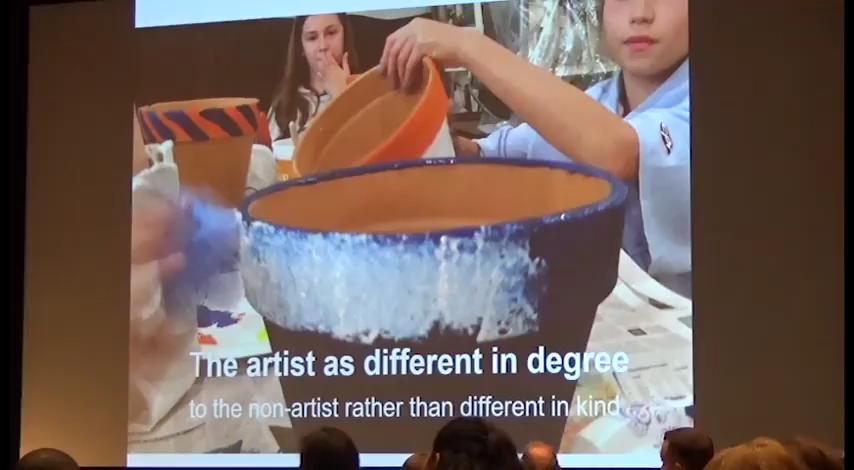 The artist as different in degree
to the non-artist rather than different in kind